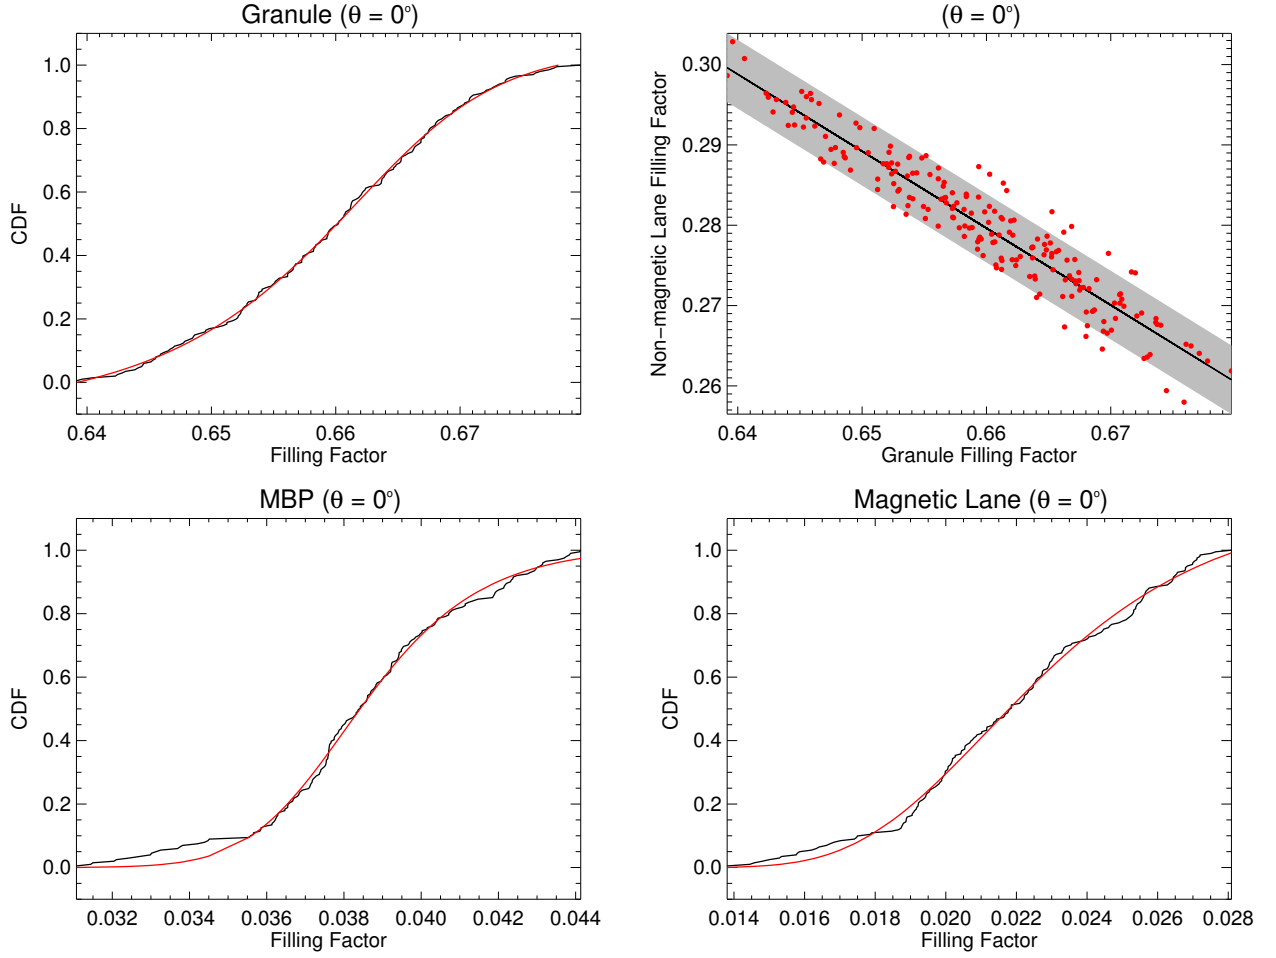 Granule (θ = 0°)
1.0
0.8
0.6
0.4
0.2
0.0
CDF
0.64 0.65 0.66 0.67
Filling Factor
(θ = 0°)
0.30
0.29
0.28
0.27
0.26
Non−magnetic Lane Filling Factor
0.64 0.65 0.66 0.67
Granule Filling Factor
MBP (θ = 0°)
1.0
0.8
0.6
0.4
0.2
0.0
CDF
0.032 0.034 0.036 0.038 0.040 0.042 0.044
Filling Factor
Magnetic Lane (θ = 0°)
1.0
0.8
0.6
0.4
0.2
0.0
CDF
0.014 0.016 0.018 0.020 0.022 0.024 0.026 0.028
Filling Factor